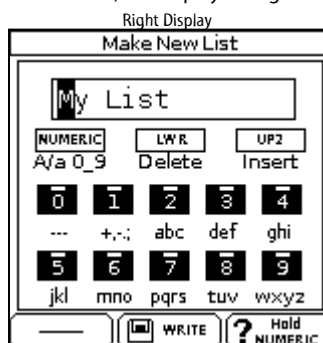 Right Display
Make New List
My List
NUMERIC LWR UP2
A/a 0_9 Delete Insert
0 1 2 3 4
--- +,-.; abc def ghi
5 6 7 8 9
jkl mno pqrs tuv wxyz
WRITE ? Hold NUMERIC